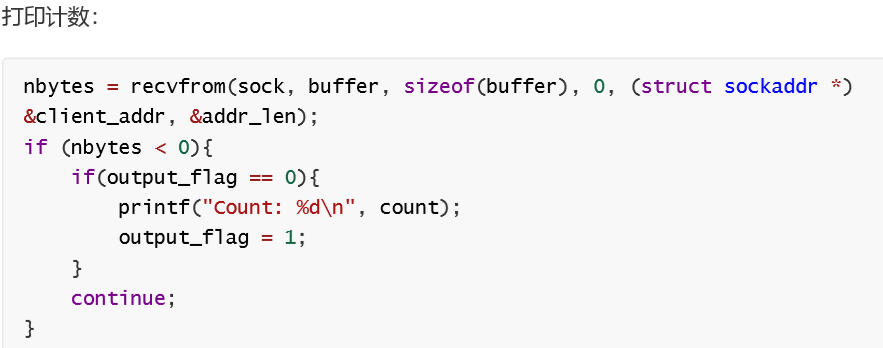 打印计数：
nbytes = recvfrom(sock, buffer, sizeof(buffer), 0, (struct sockaddr *)
&client_addr, &addr_len);
if (nbytes < 0){
    if(output_flag == 0){
        printf("Count: %d\n", count);
        output_flag = 1;
    }
    continue;
}